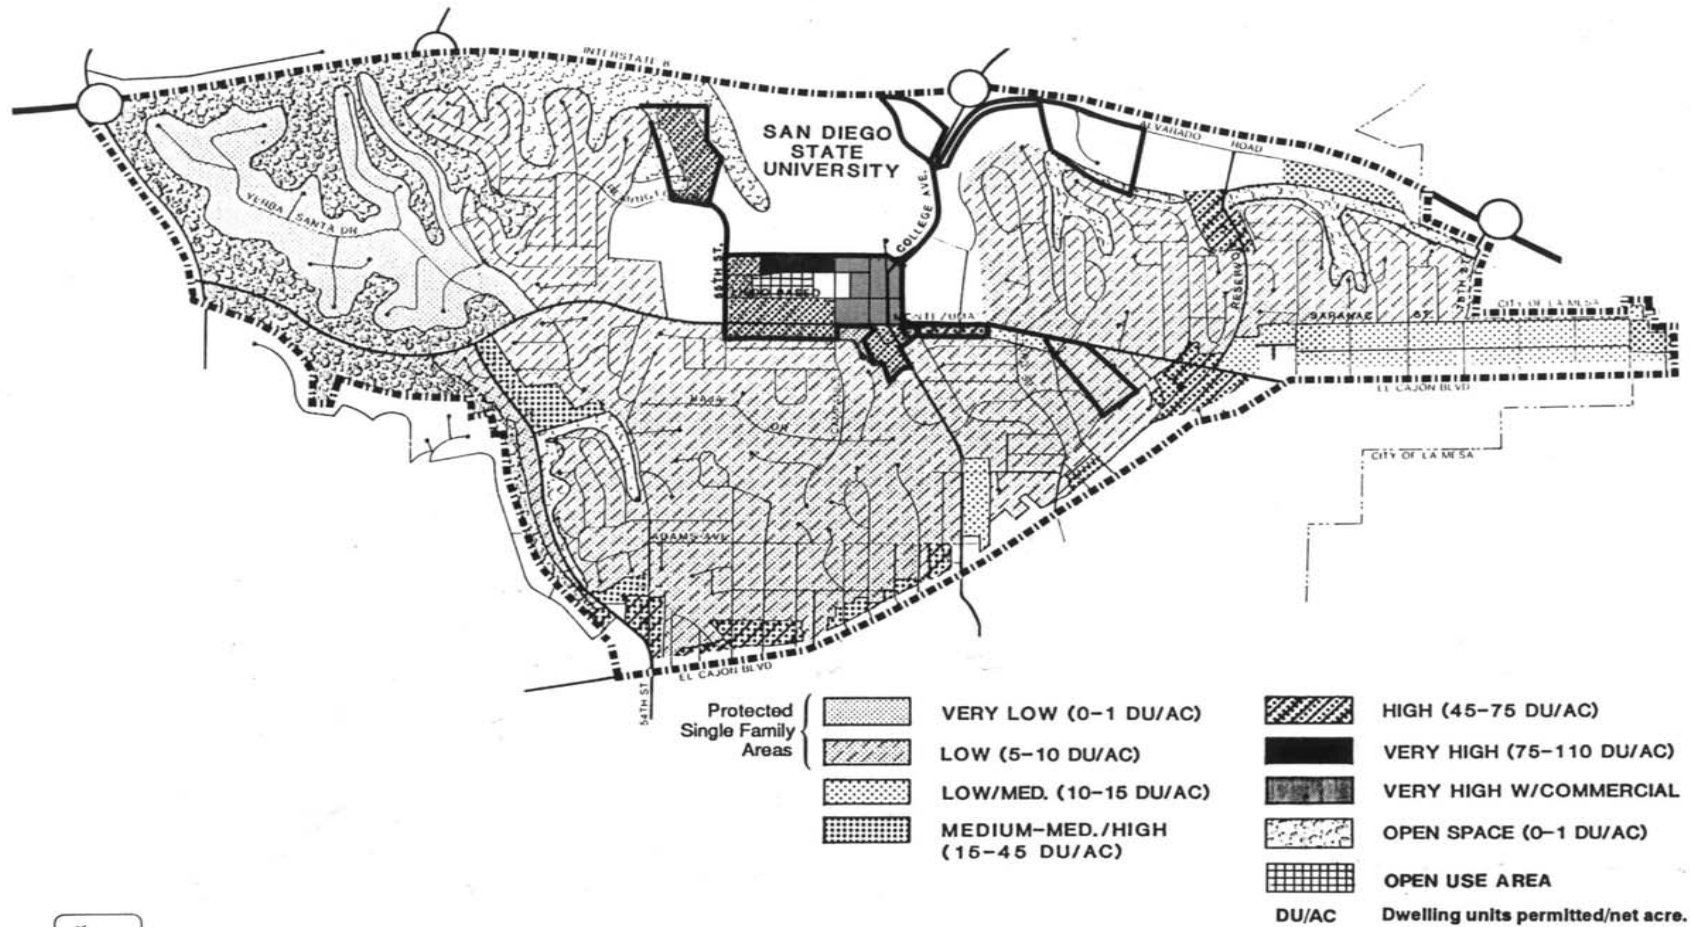 INTERSTATE 8
SAN DIEGO
STATE
UNIVERSITY
ALVARADO
ROAD
COLLEGE AVE.
YERBA SANTA DR
55TH ST.
RESERVOIR
CITY OF LA MESA
SARANAC ST.
MONTEZUMA
EL CAJON BLVD
CITY OF LA MESA
ADAMS AVE
EL CAJON BLVD
54TH ST
Protected
Single Family
Areas
VERY LOW (0-1 DU/AC)
LOW (5-10 DU/AC)
LOW/MED. (10-15 DU/AC)
MEDIUM-MED./HIGH
(15-45 DU/AC)
HIGH (45-75 DU/AC)
VERY HIGH (75-110 DU/AC)
VERY HIGH W/COMMERCIAL
OPEN SPACE (0-1 DU/AC)
OPEN USE AREA
DU/AC Dwelling units permitted/net acre.